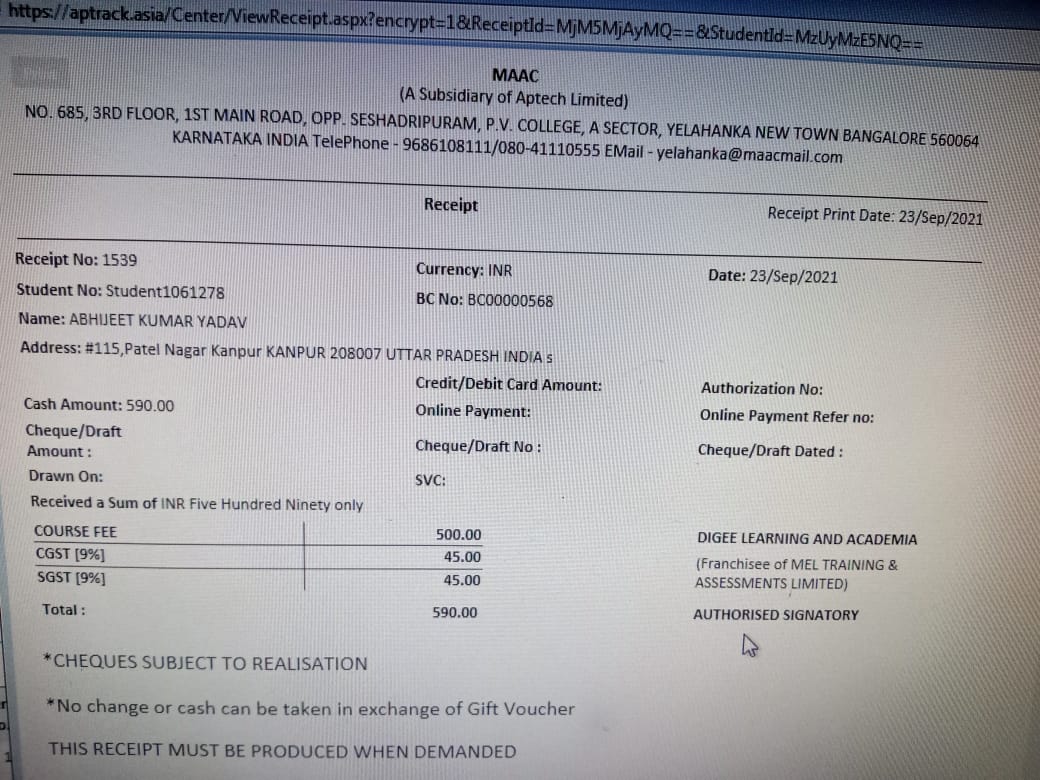 https://aptrack.asia/Center/ViewReceipt.aspx?encrypt=1&ReceiptId=MjM5MjAyMQ==&StudentId=MzUyMzE5NQ==
MAAC
(A Subsidiary of Aptech Limited)
NO. 685, 3RD FLOOR, 1ST MAIN ROAD, OPP. SESHADRIPURAM, P.V. COLLEGE, A SECTOR, YELAHANKA NEW TOWN BANGALORE 560064
KARNATAKA INDIA TelePhone - 9686108111/080-41110555 EMail - yelahanka@maacmail.com
Receipt
Receipt Print Date: 23/Sep/2021
Receipt No: 1539
Currency: INR
Date: 23/Sep/2021
Student No: Student1061278
BC No: BC00000568
Name: ABHIJEET KUMAR YADAV
Address: #115,Patel Nagar Kanpur KANPUR 208007 UTTAR PRADESH INDIA s
Credit/Debit Card Amount:
Authorization No:
Cash Amount: 590.00
Online Payment:
Online Payment Refer no:
Cheque/Draft
Amount :
Cheque/Draft No :
Cheque/Draft Dated :
Drawn On:
SVC:
Received a Sum of INR Five Hundred Ninety only
COURSE FEE 500.00
CGST [9%] 45.00
SGST [9%] 45.00
Total : 590.00
DIGEE LEARNING AND ACADEMIA
(Franchisee of MEL TRAINING &
ASSESSMENTS LIMITED)
AUTHORISED SIGNATORY
*CHEQUES SUBJECT TO REALISATION
*No change or cash can be taken in exchange of Gift Voucher
THIS RECEIPT MUST BE PRODUCED WHEN DEMANDED